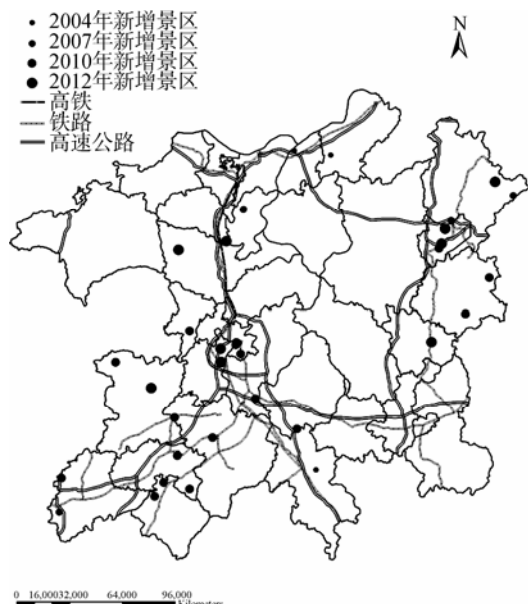 2004年新增景区
2007年新增景区
2010年新增景区
2012年新增景区
高铁
铁路
高速公路
N
0 16,00032,000 64,000 96,000
Kilometers